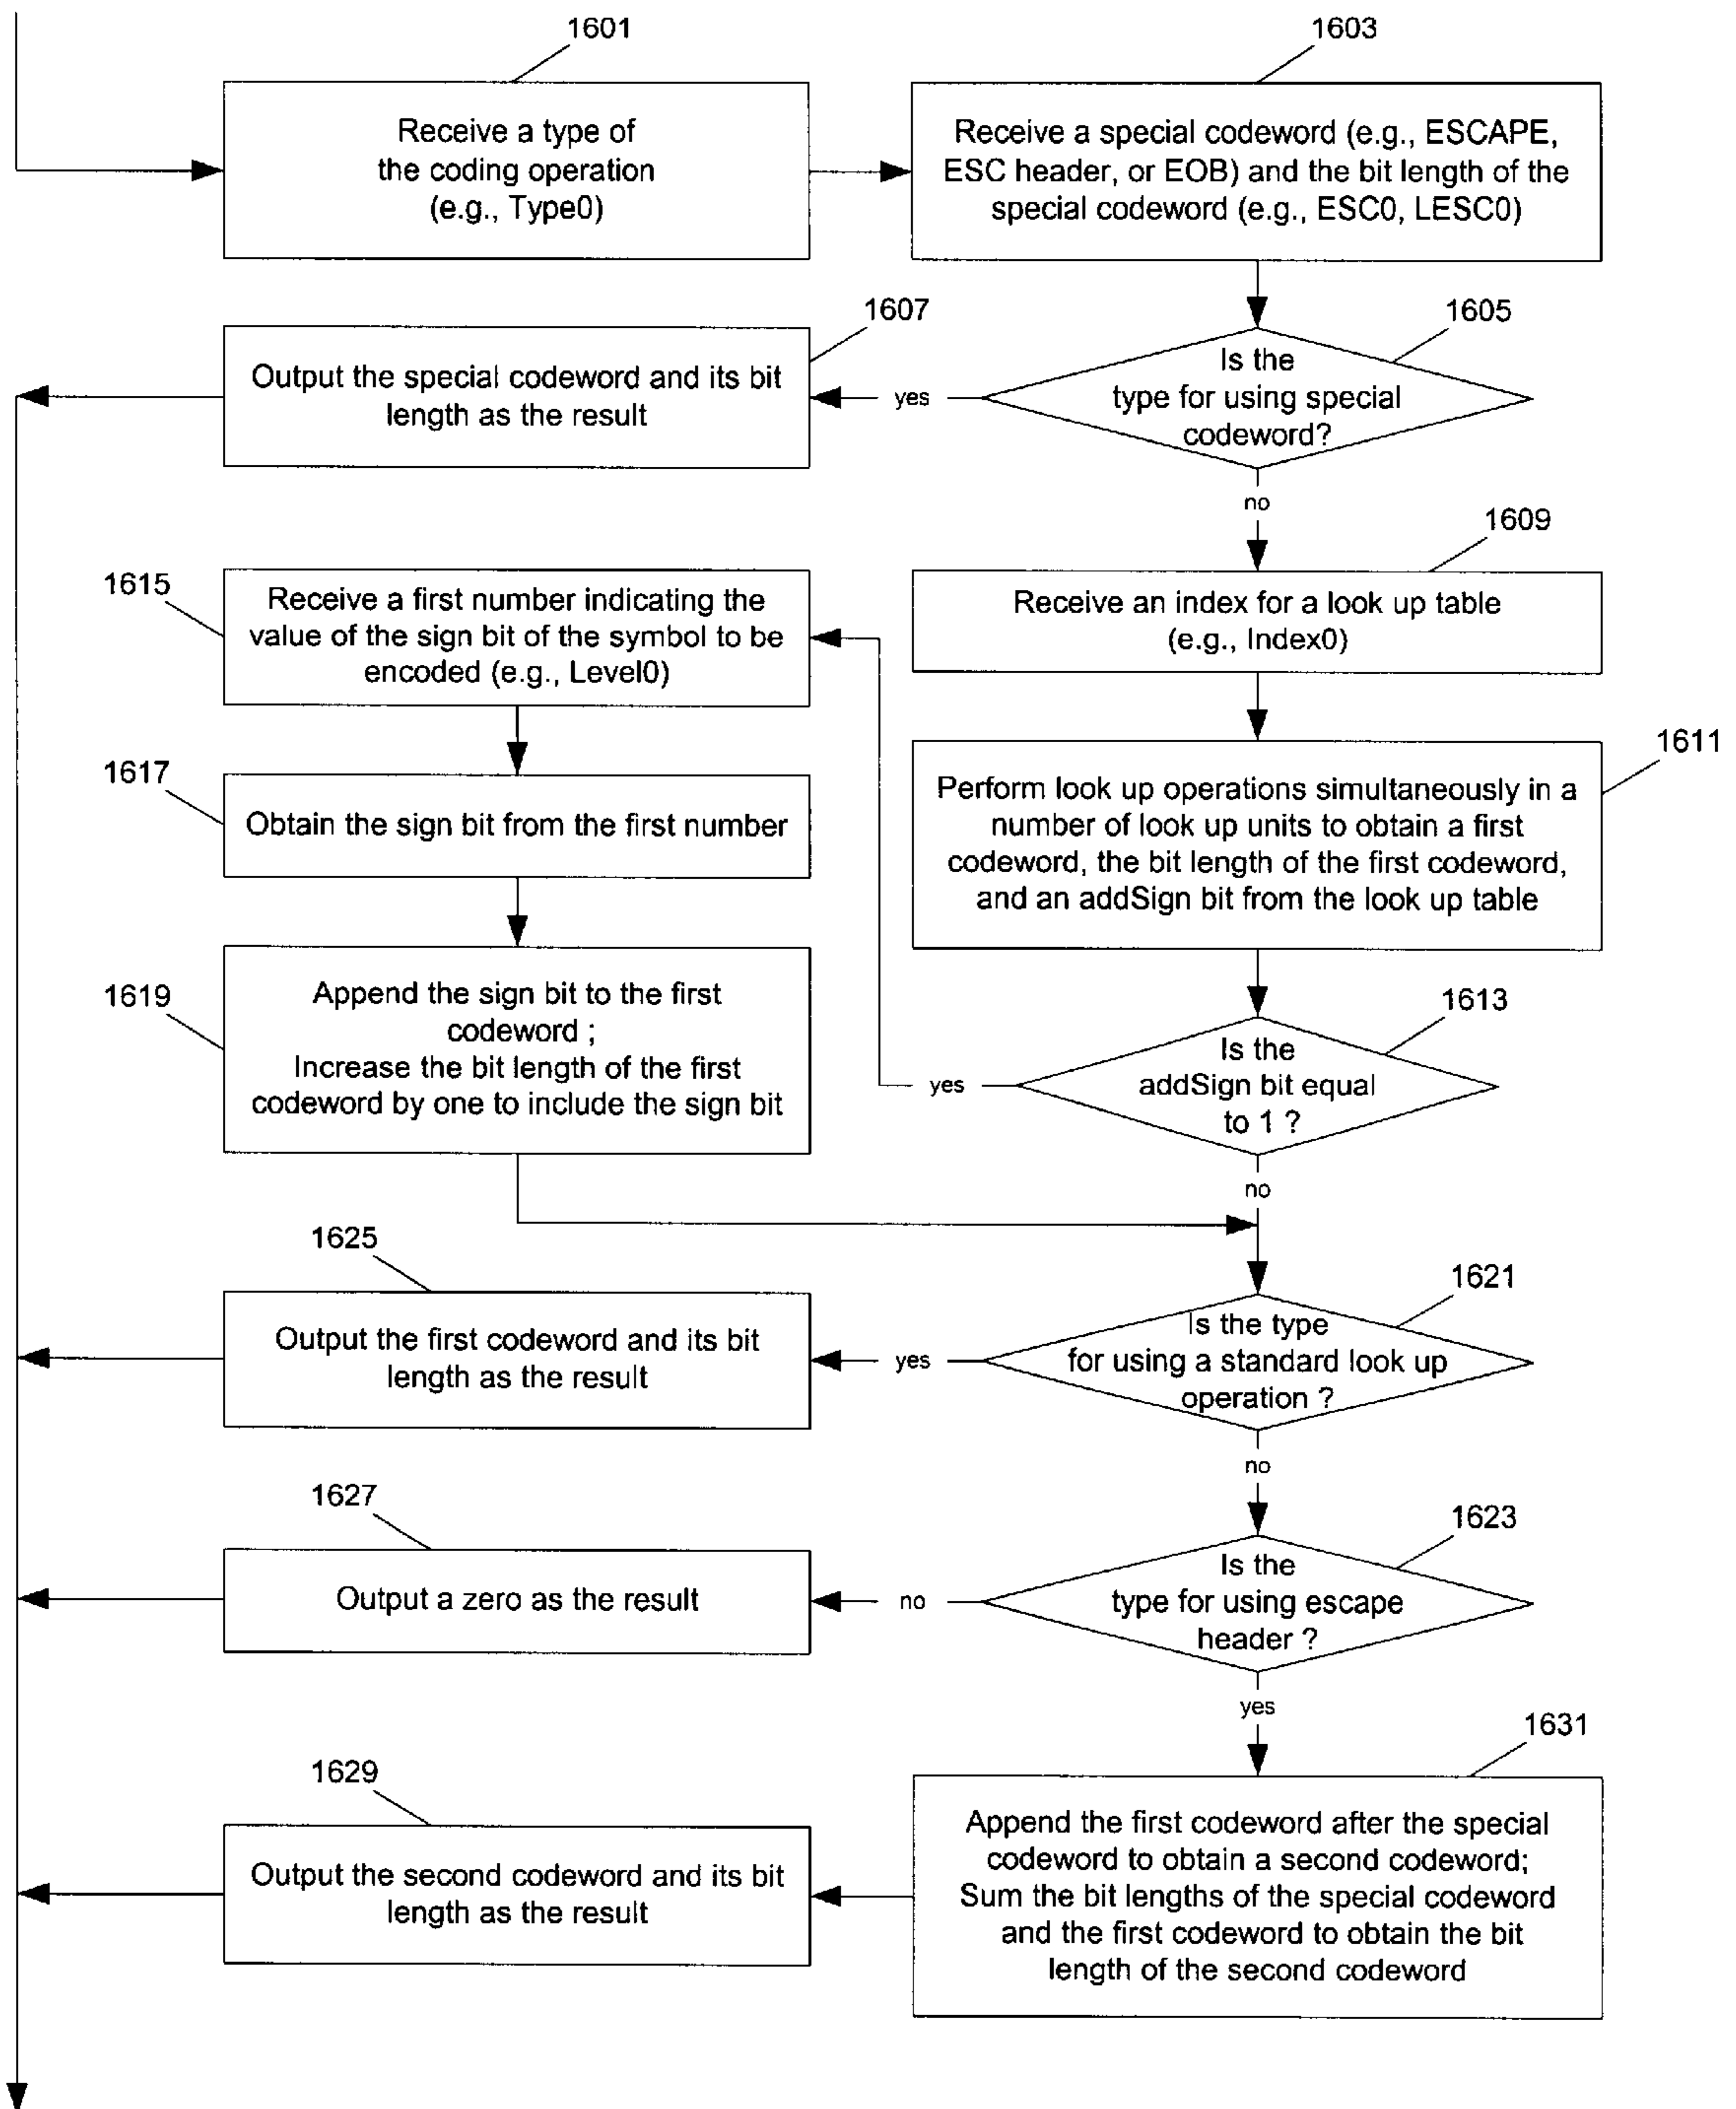 1601
Receive a type of
the coding operation
(e.g., Type0)
1603
Receive a special codeword (e.g., ESCAPE,
ESC header, or EOB) and the bit length of the
special codeword (e.g., ESC0, LESC0)
1605
Is the
type for using special
codeword?
yes
no
1607
Output the special codeword and its bit
length as the result
1609
Receive an index for a look up table
(e.g., Index0)
1611
Perform look up operations simultaneously in a
number of look up units to obtain a first
codeword, the bit length of the first codeword,
and an addSign bit from the look up table
1613
Is the
addSign bit equal
to 1 ?
yes
no
1615
Receive a first number indicating the
value of the sign bit of the symbol to be
encoded (e.g., Level0)
1617
Obtain the sign bit from the first number
1619
Append the sign bit to the first
codeword ;
Increase the bit length of the first
codeword by one to include the sign bit
1621
Is the type
for using a standard look up
operation ?
yes
no
1625
Output the first codeword and its bit
length as the result
1623
Is the
type for using escape
header ?
no
yes
1627
Output a zero as the result
1631
Append the first codeword after the special
codeword to obtain a second codeword;
Sum the bit lengths of the special codeword
and the first codeword to obtain the bit
length of the second codeword
1629
Output the second codeword and its bit
length as the result